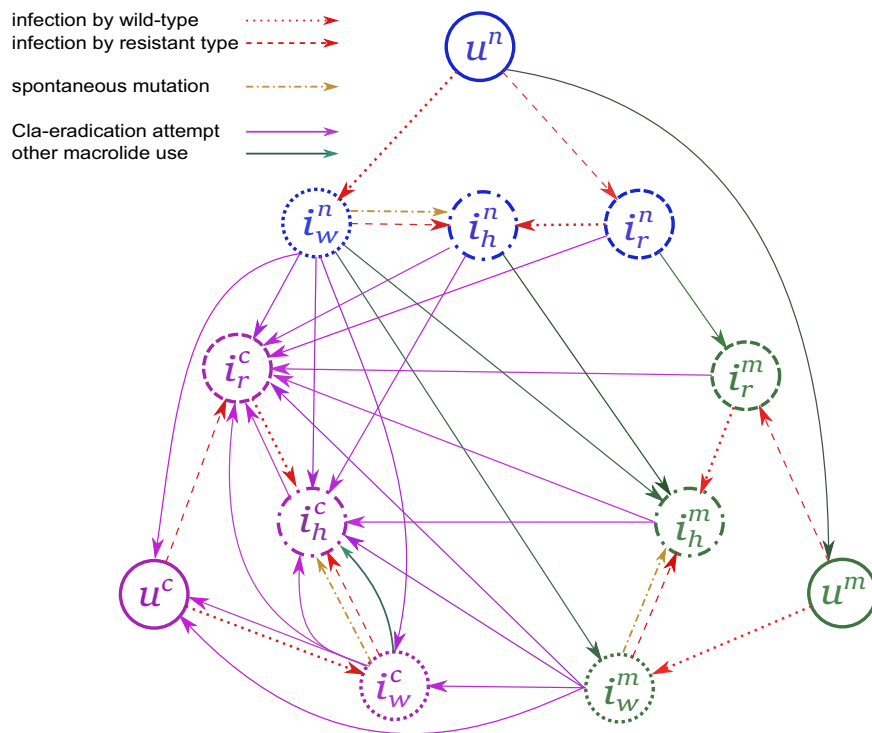 infection by wild-type
infection by resistant type
spontaneous mutation
Cla-eradication attempt
other macrolide use
u^n
i_w^n
i_h^n
i_r^n
i_r^c
i_r^m
i_h^c
i_h^m
u^c
u^m
i_w^c
i_w^m